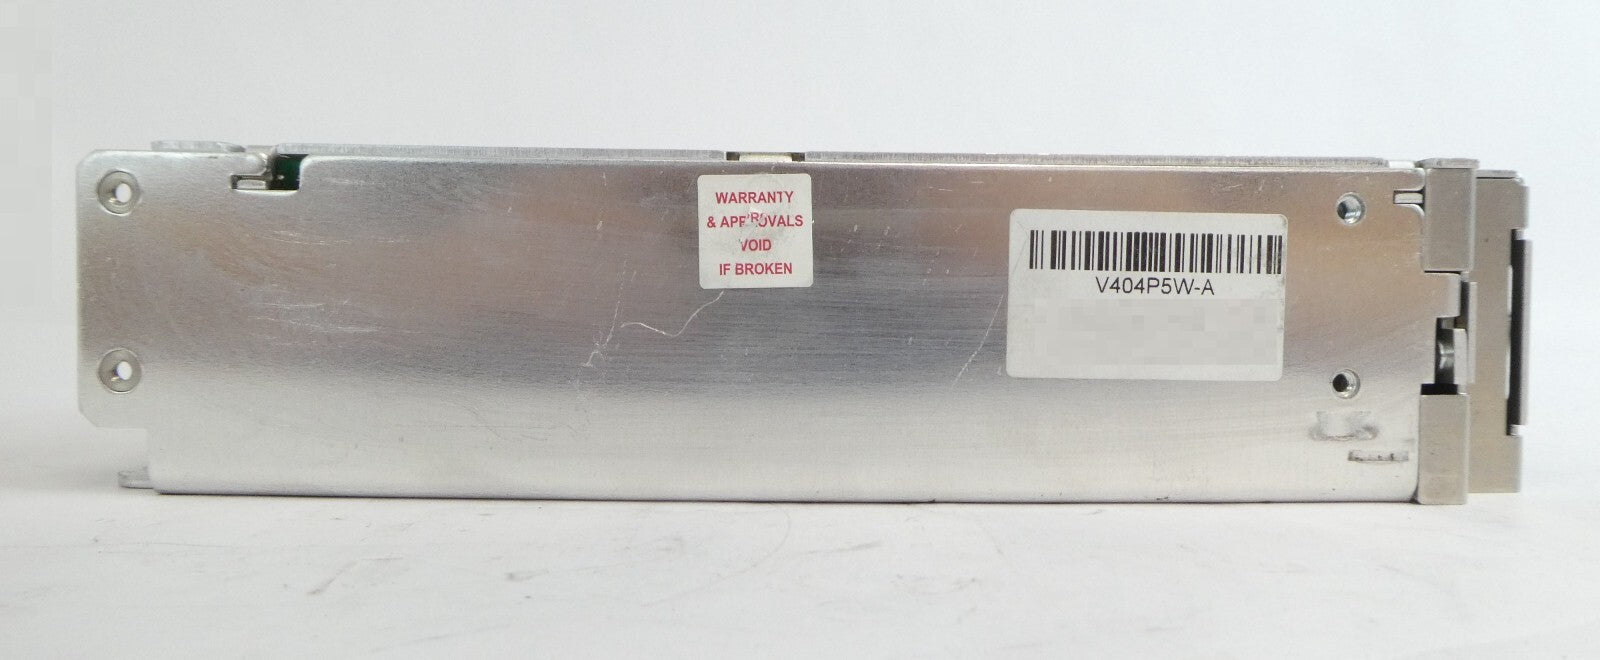 WARRANTY
& APPROVALS
VOID
IF BROKEN
V404P5W-A